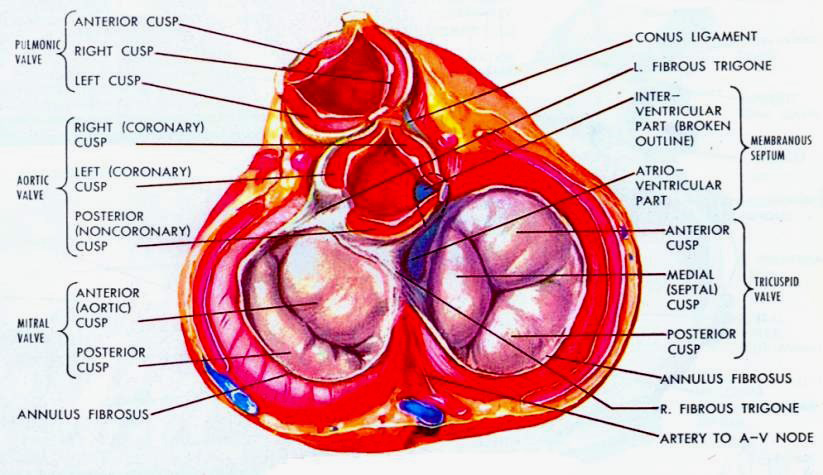 PULMONIC
VALVE
ANTERIOR CUSP
RIGHT CUSP
LEFT CUSP
AORTIC
VALVE
RIGHT (CORONARY)
CUSP
LEFT (CORONARY)
CUSP
POSTERIOR
(NONCORONARY)
CUSP
MITRAL
VALVE
ANTERIOR
(AORTIC)
CUSP
POSTERIOR
CUSP
ANNULUS FIBROSUS
CONUS LIGAMENT
L. FIBROUS TRIGONE
INTER-
VENTRICULAR
PART (BROKEN
OUTLINE)
MEMBRANOUS
SEPTUM
ATRIO-
VENTRICULAR
PART
ANTERIOR
CUSP
MEDIAL
(SEPTAL)
CUSP
TRICUSPID
VALVE
POSTERIOR
CUSP
ANNULUS FIBROSUS
R. FIBROUS TRIGONE
ARTERY TO A-V NODE